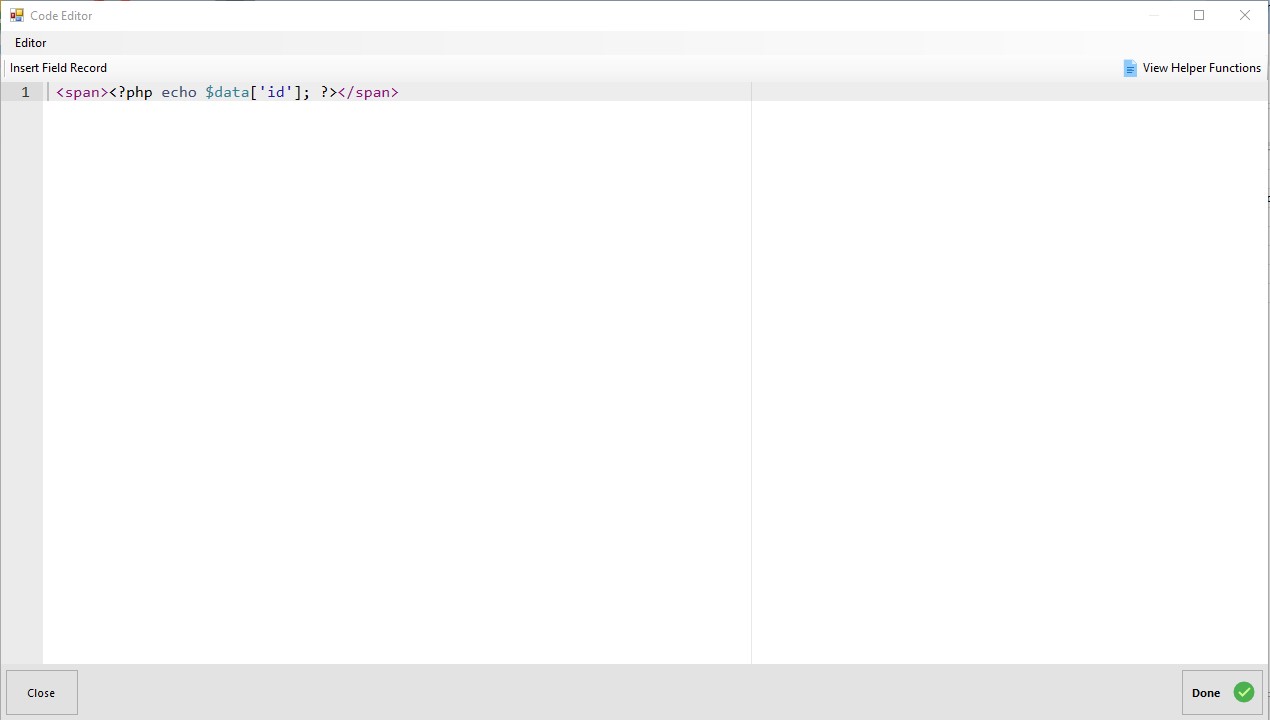 Code Editor
Editor
Insert Field Record
View Helper Functions
1 <span><?php echo $data['id']; ?></span>
Close
Done